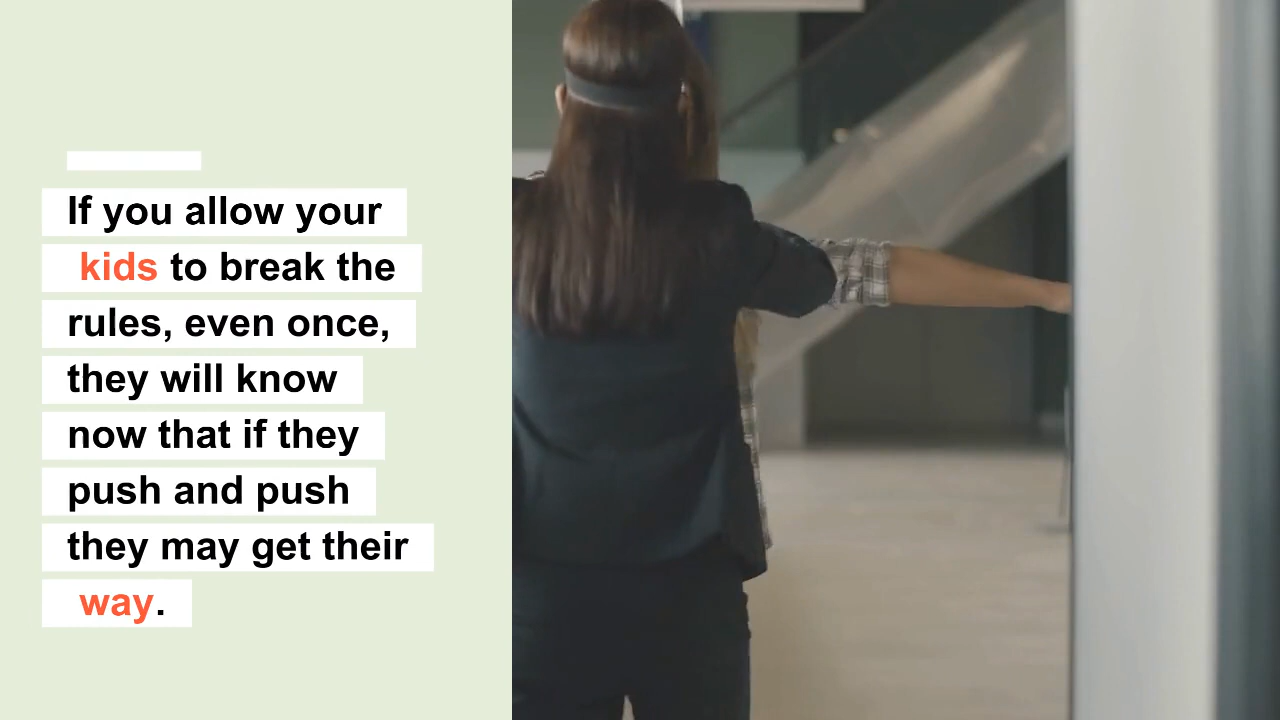 If you allow your
kids to break the
rules, even once,
they will know
now that if they
push and push
they may get their
way.